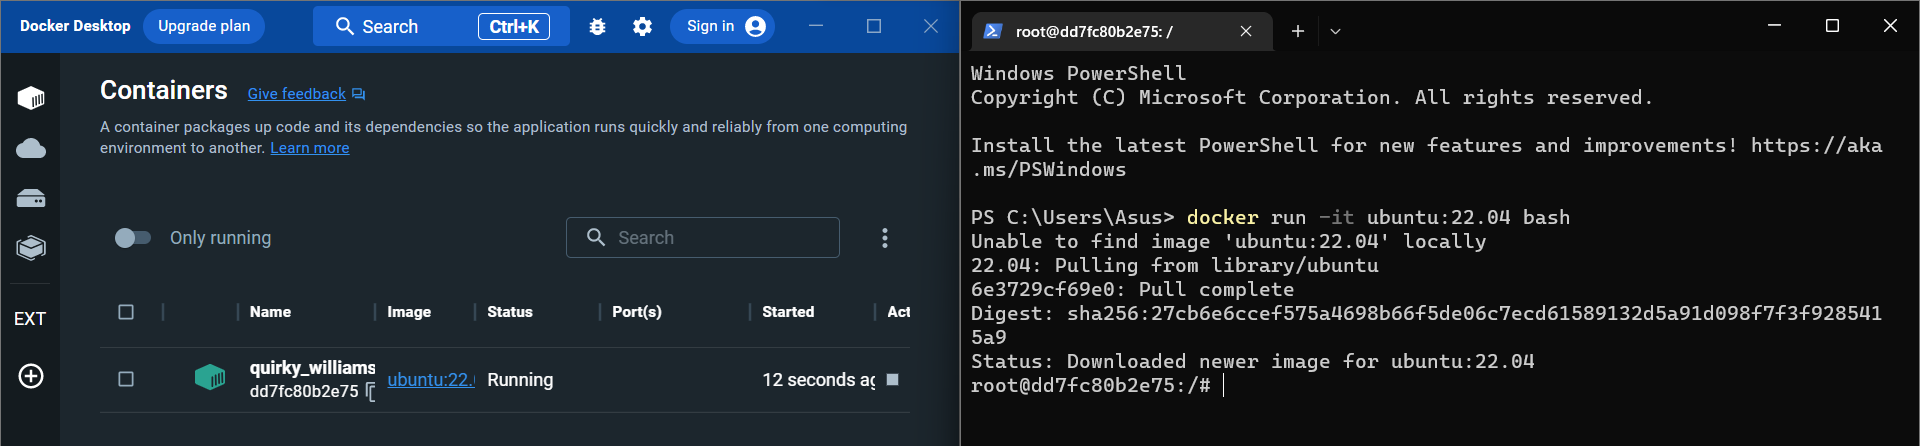 Docker Desktop Upgrade plan Search Ctrl+K Sign in
Containers Give feedback
A container packages up code and its dependencies so the application runs quickly and reliably from one computing
environment to another. Learn more
Only running Search
Name Image Status Port(s) Started Act
quirky_williams
dd7fc80b2e75 ubuntu:22. Running 12 seconds ag
EXT
root@dd7fc80b2e75: /
Windows PowerShell
Copyright (C) Microsoft Corporation. All rights reserved.
Install the latest PowerShell for new features and improvements! https://aka
.ms/PSWindows
PS C:\Users\Asus> docker run -it ubuntu:22.04 bash
Unable to find image 'ubuntu:22.04' locally
22.04: Pulling from library/ubuntu
6e3729cf69e0: Pull complete
Digest: sha256:27cb6e6ccef575a4698b66f5de06c7ecd61589132d5a91d098f7f3f928541
5a9
Status: Downloaded newer image for ubuntu:22.04
root@dd7fc80b2e75:/#